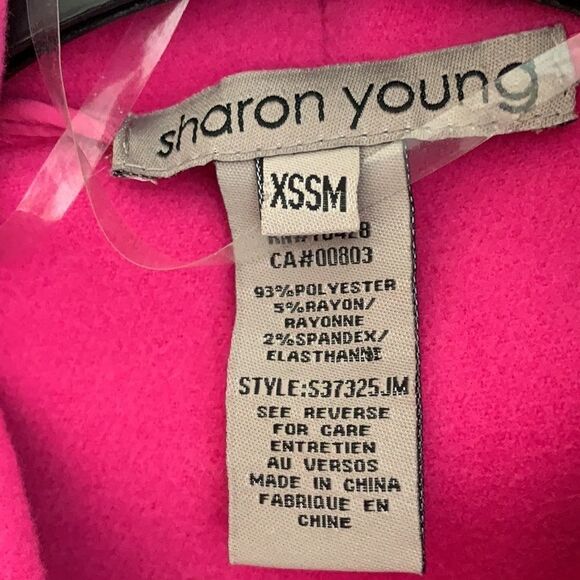 sharon young
XSSM
CA#00803
93%POLYESTER
5%RAYON/
RAYONNE
2%SPANDEX/
ELASTHANNE
STYLE:S37325JM
SEE REVERSE
FOR CARE
ENTRETIEN
AU VERSOS
MADE IN CHINA
FABRIQUE EN
CHINE